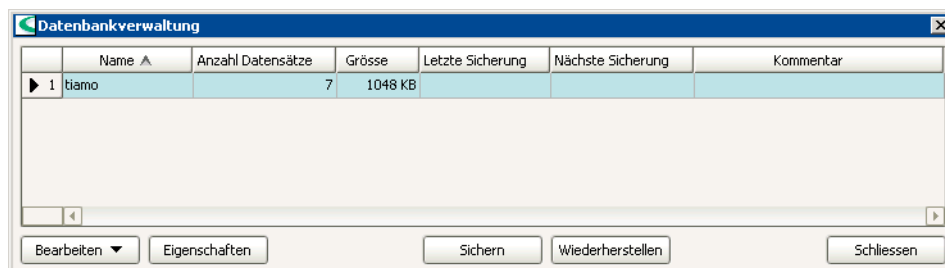 Datenbankverwaltung
Name Anzahl Datensätze Grösse Letzte Sicherung Nächste Sicherung Kommentar
1 tiamo 7 1048 KB
Bearbeiten Eigenschaften Sichern Wiederherstellen Schliessen